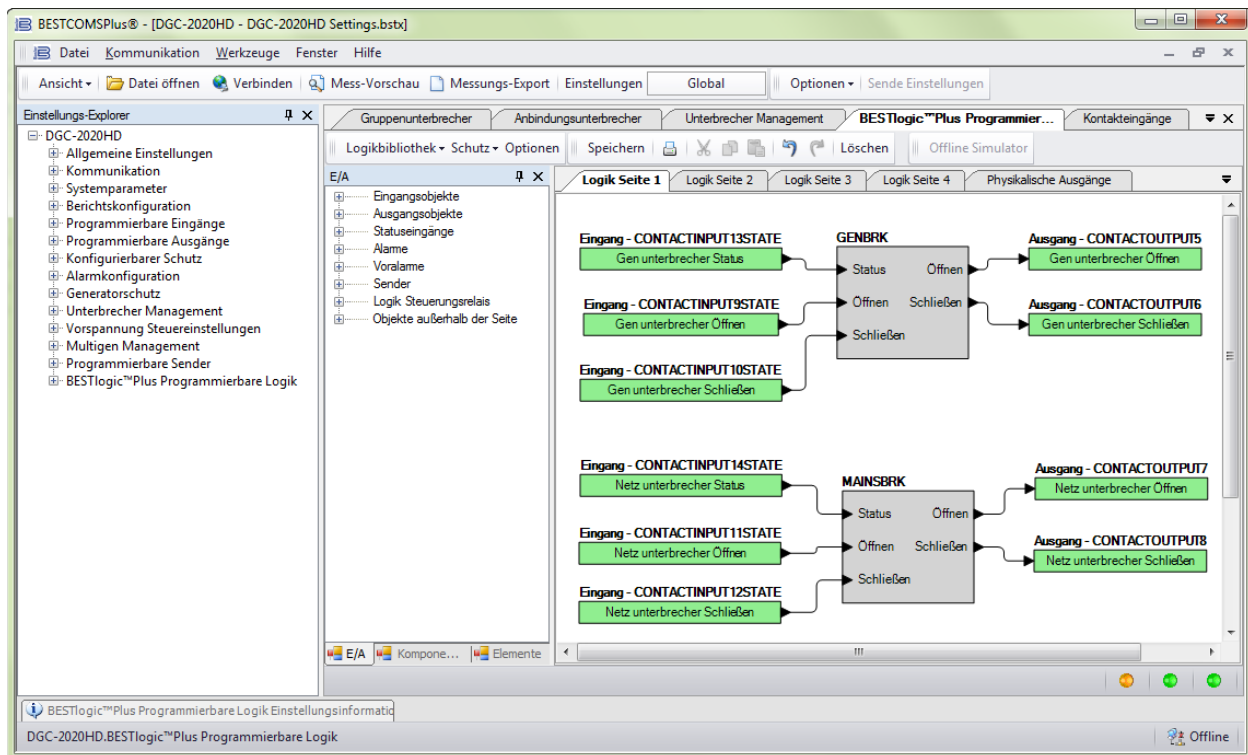 BESTCOMSPlus® - [DGC-2020HD - DGC-2020HD Settings.bstx]
Datei Kommunikation Werkzeuge Fenster Hilfe
Ansicht Datei öffnen Verbinden Mess-Vorschau Messungs-Export Einstellungen Global Optionen Sende Einstellungen
Einstellungs-Explorer
DGC-2020HD
Allgemeine Einstellungen
Kommunikation
Systemparameter
Berichtskonfiguration
Programmierbare Eingänge
Programmierbare Ausgänge
Konfigurierbarer Schutz
Alarmkonfiguration
Generatorschutz
Unterbrecher Management
Vorspannung Steuereinstellungen
Multigen Management
Programmierbare Sender
BESTlogic™Plus Programmierbare Logik
Gruppenunterbrecher Anbindungsunterbrecher Unterbrecher Management BESTlogic™Plus Programmier... Kontakteingänge
Logikbibliothek Schutz Optionen Speichern Löschen Offline Simulator
E/A
Eingangsobjekte
Ausgangsobjekte
Statuseingänge
Alarme
Voralarme
Sender
Logik Steuerungsrelais
Objekte außerhalb der Seite
E/A Kompone... Elemente
Logik Seite 1 Logik Seite 2 Logik Seite 3 Logik Seite 4 Physikalische Ausgänge
Eingang - CONTACTINPUT13STATE
Gen unterbrecher Status
Eingang - CONTACTINPUT9STATE
Gen unterbrecher Öffnen
Eingang - CONTACTINPUT10STATE
Gen unterbrecher Schließen
GENBRK
Status Öffnen
Öffnen Schließen
Schließen
Ausgang - CONTACTOUTPUT5
Gen unterbrecher Öffnen
Ausgang - CONTACTOUTPUT6
Gen unterbrecher Schließen
Eingang - CONTACTINPUT14STATE
Netz unterbrecher Status
Eingang - CONTACTINPUT11STATE
Netz unterbrecher Öffnen
Eingang - CONTACTINPUT12STATE
Netz unterbrecher Schließen
MAINSBRK
Status Öffnen
Öffnen Schließen
Schließen
Ausgang - CONTACTOUTPUT7
Netz unterbrecher Öffnen
Ausgang - CONTACTOUTPUT8
Netz unterbrecher Schließen
BESTlogic™Plus Programmierbare Logik Einstellungsinformatio
DGC-2020HD.BESTlogic™Plus Programmierbare Logik
Offline